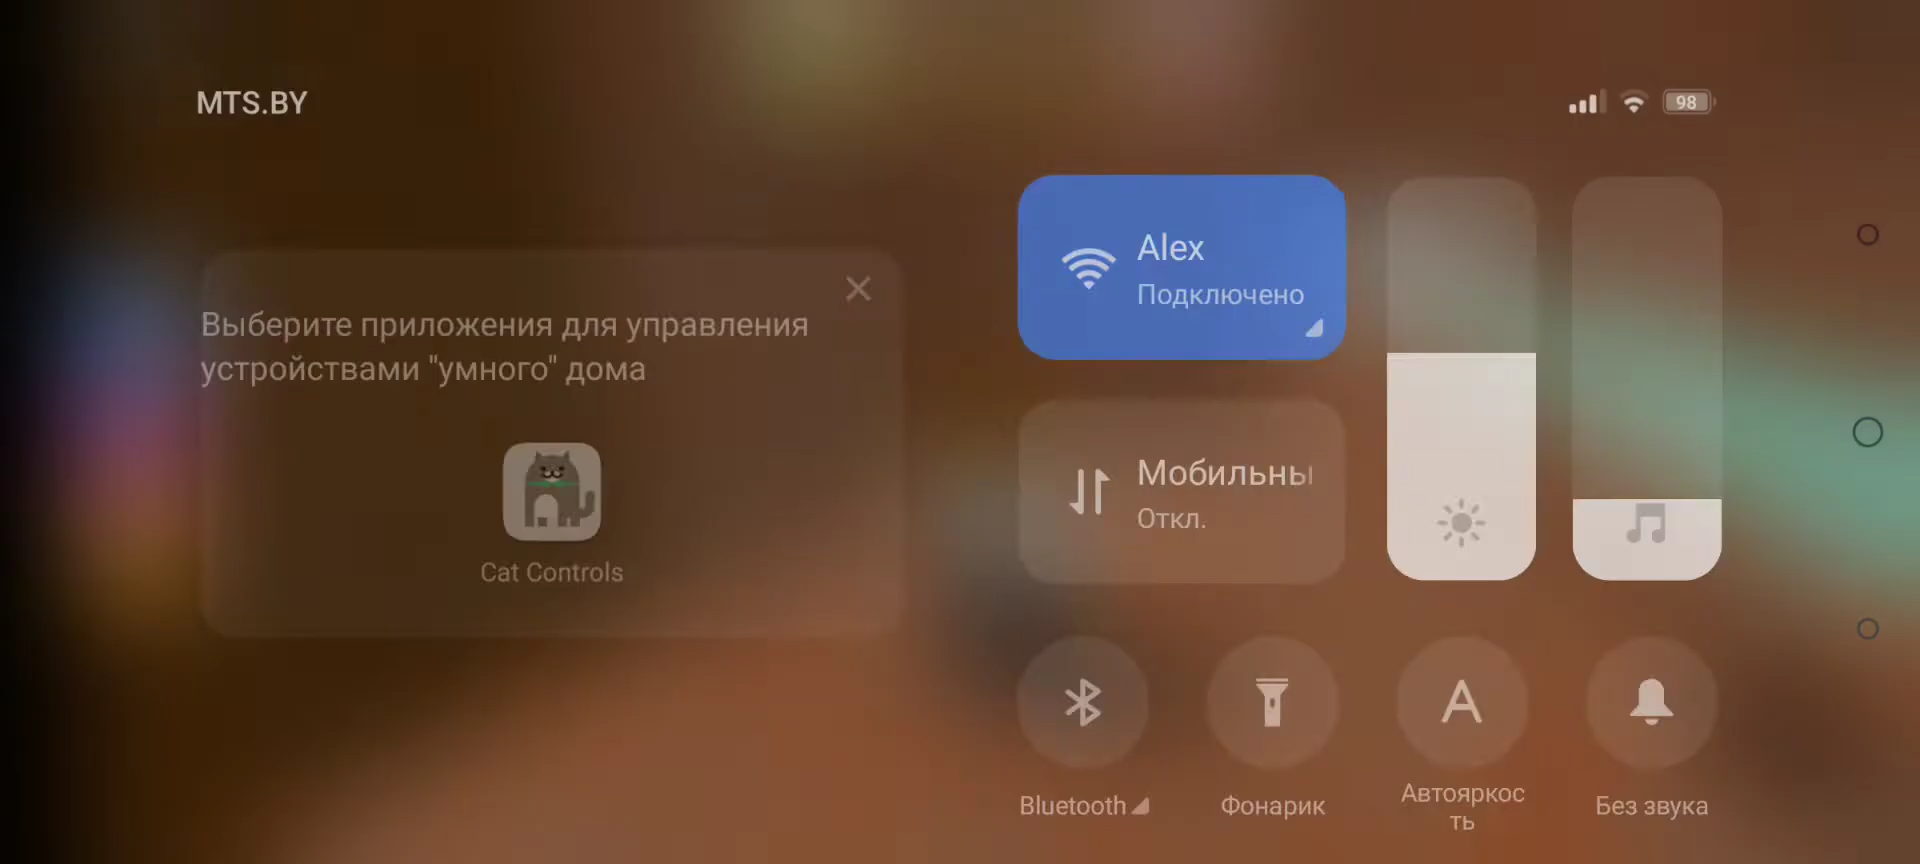 MTS.BY
98
Выберите приложения для управления
устройствами "умного" дома
Cat Controls
Alex
Подключено
Мобильны
Откл.
Bluetooth
Фонарик
Автояркос
ть
Без звука